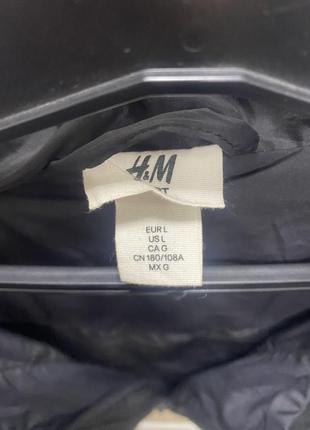 H&M
EUR L
US L
CA G
CN 180/108A
MX G